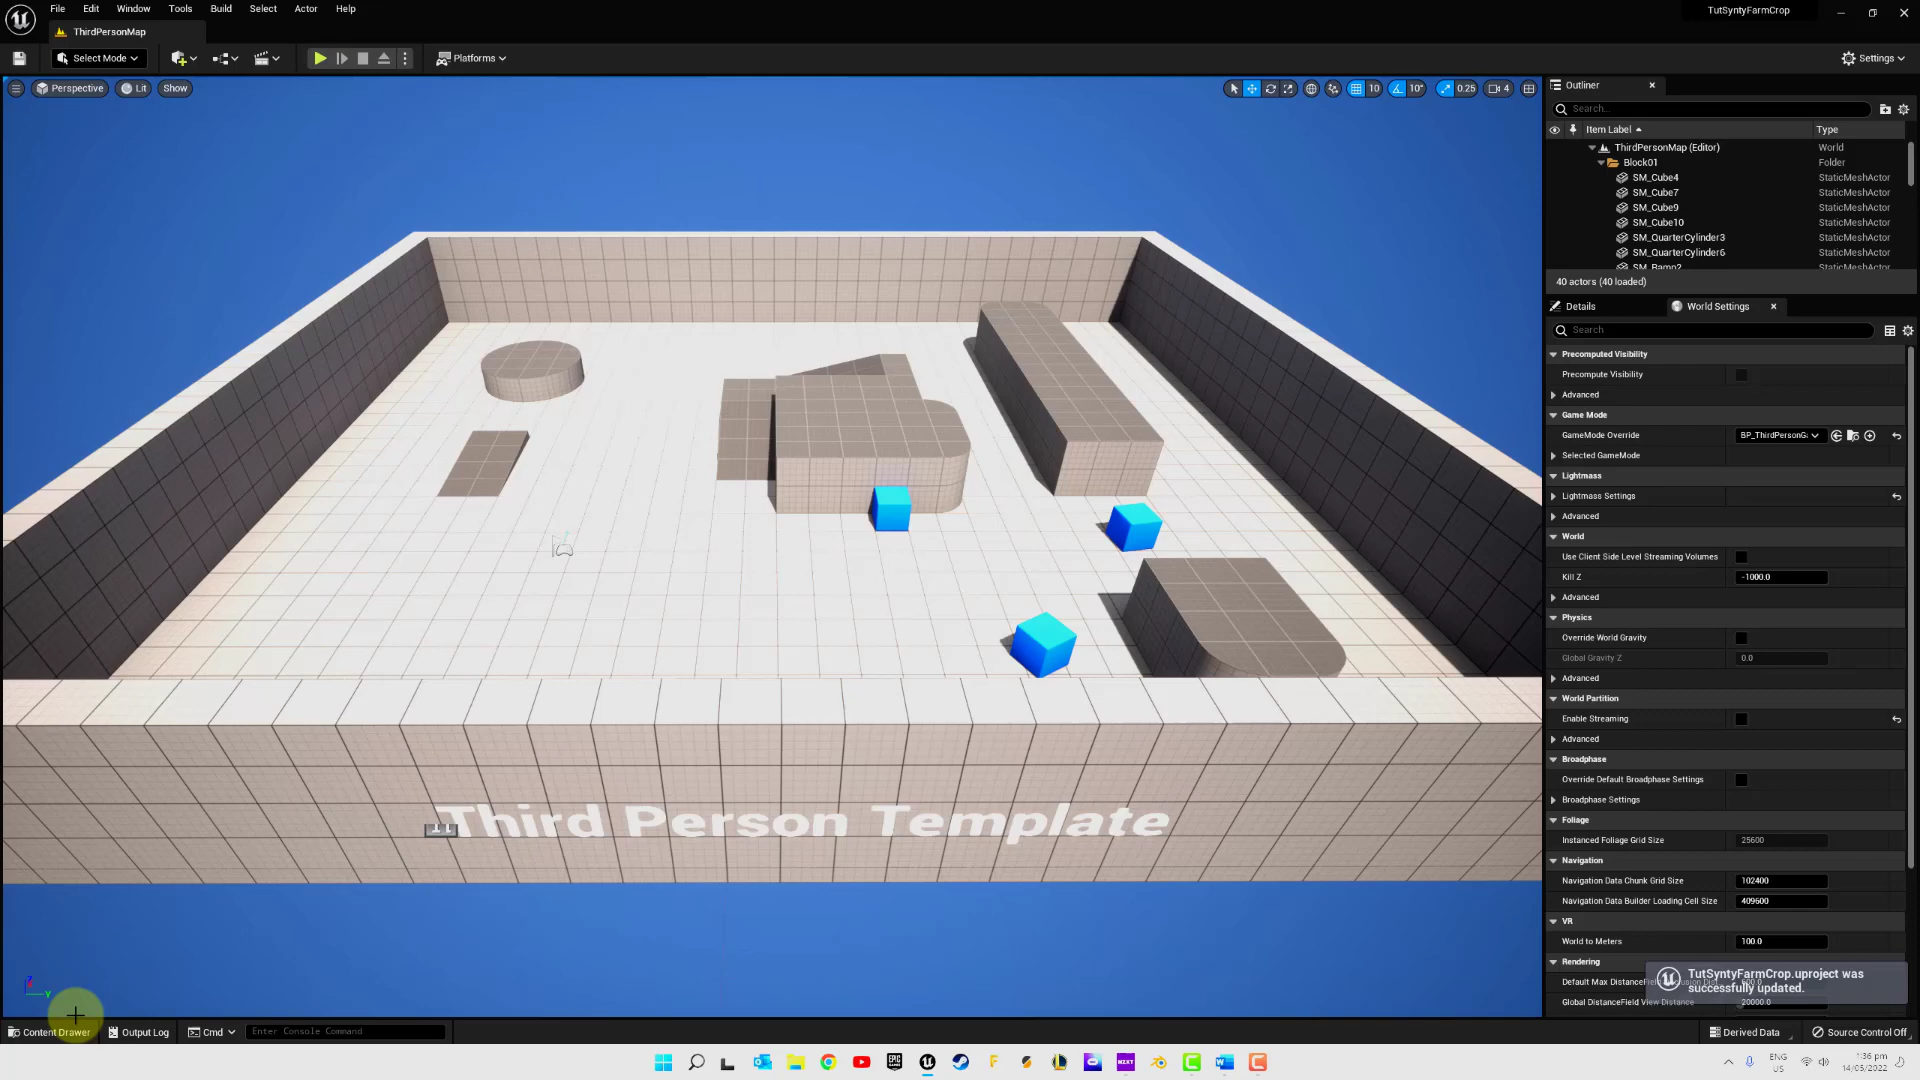 File Edit Window Tools Build Select Actor Help
TutSyntyFarmCrop
ThirdPersonMap
Select Mode
Platforms
Settings
Perspective Lit Show
10 10° 0.25 4
Outliner
Search...
Item Label Type
ThirdPersonMap (Editor) World
Block01 Folder
SM_Cube4 StaticMeshActor
SM_Cube7 StaticMeshActor
SM_Cube9 StaticMeshActor
SM_Cube10 StaticMeshActor
SM_QuarterCylinder3 StaticMeshActor
SM_QuarterCylinder6 StaticMeshActor
SM_Ramp2 StaticMeshActor
40 actors (40 loaded)
Details World Settings
Search
Precomputed Visibility
Precompute Visibility
Advanced
Game Mode
GameMode Override BP_ThirdPersonG
Selected GameMode
Lightmass
Lightmass Settings
Advanced
World
Use Client Side Level Streaming Volumes
Kill Z -1000.0
Advanced
Physics
Override World Gravity
Global Gravity Z 0.0
Advanced
World Partition
Enable Streaming
Advanced
Broadphase
Override Default Broadphase Settings
Broadphase Settings
Foliage
Instanced Foliage Grid Size 25600
Navigation
Navigation Data Chunk Grid Size 102400
Navigation Data Builder Loading Cell Size 409600
VR
World to Meters 100.0
Rendering
Default Max DistanceField
Global DistanceField View Distance 20000.0
TutSyntyFarmCrop.uproject was
successfully updated.
Third Person Template
Z
Y
Content Drawer Output Log Cmd Enter Console Command
Derived Data Source Control Off
ENG
US
1:36 pm
14/05/2022